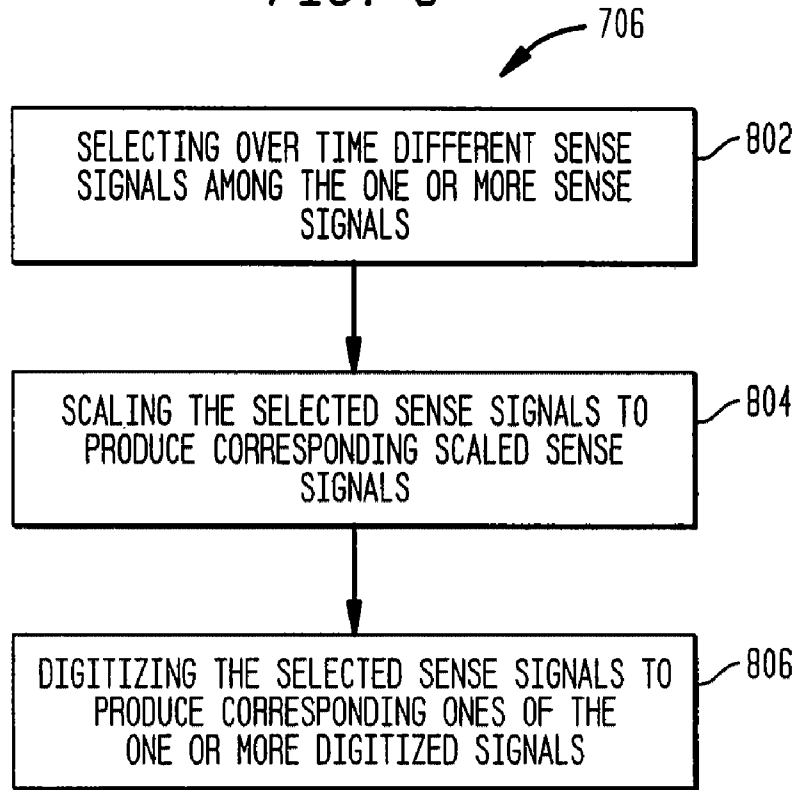 706
SELECTING OVER TIME DIFFERENT SENSE
SIGNALS AMONG THE ONE OR MORE SENSE
SIGNALS
802
SCALING THE SELECTED SENSE SIGNALS TO
PRODUCE CORRESPONDING SCALED SENSE
SIGNALS
804
DIGITIZING THE SELECTED SENSE SIGNALS TO
PRODUCE CORRESPONDING ONES OF THE
ONE OR MORE DIGITIZED SIGNALS
806